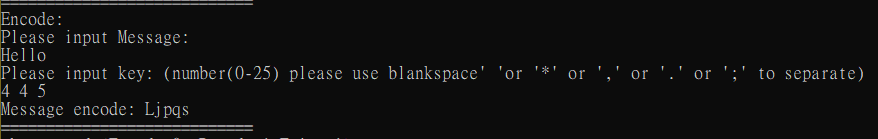 ============================
Encode:
Please input Message:
Hello
Please input key: (number(0-25) please use blankspace' 'or '*' or ',' or '.' or ';' to separate)
4 4 5
Message encode: Ljpqs
============================